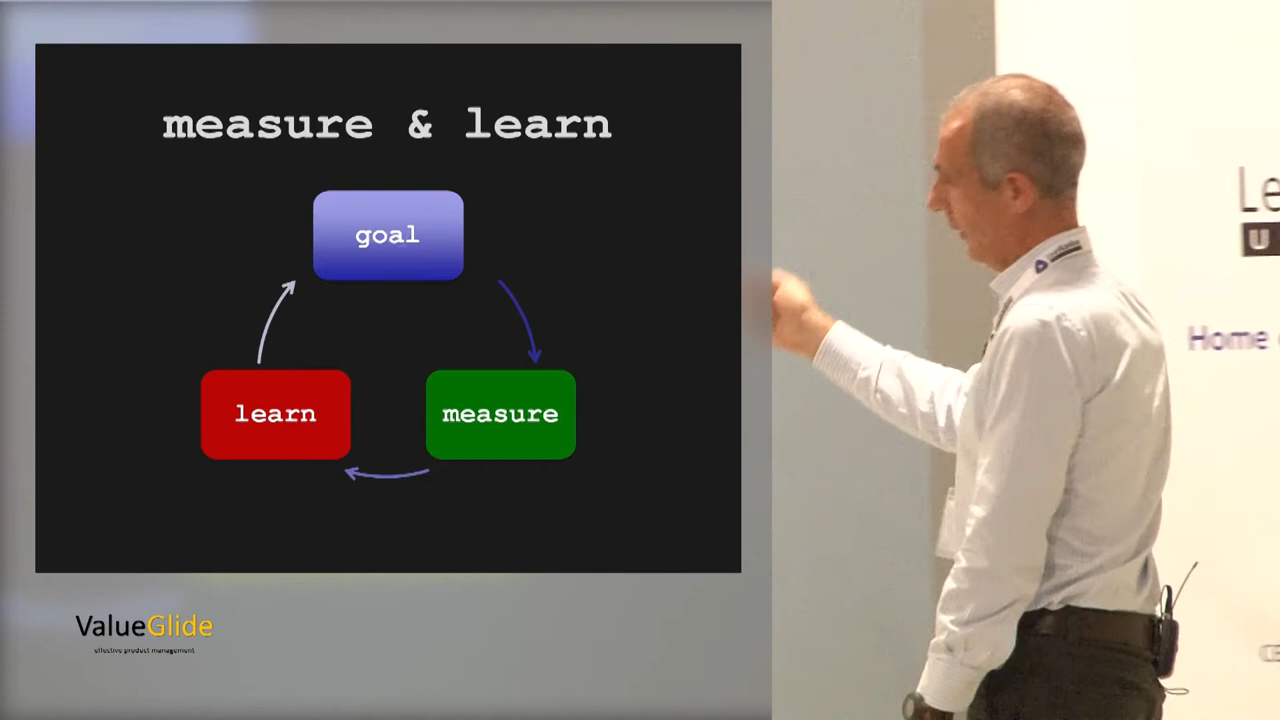 measure & learn
goal
learn
measure
ValueGlide
effective product management
Le
U
Home